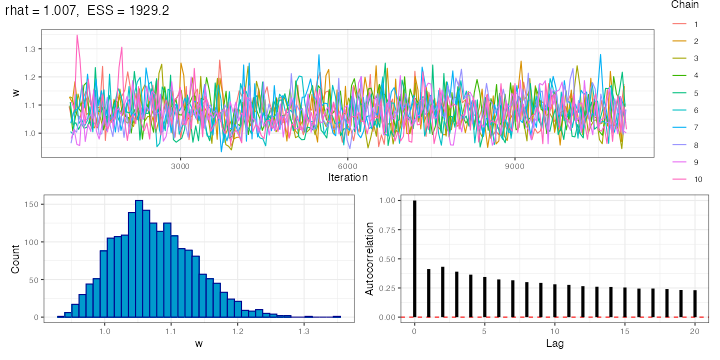 rhat = 1.007,  ESS = 1929.2
Chain
1
2
3
4
5
6
7
8
9
10
w
1.3
1.2
1.1
1.0
3000 6000 9000
Iteration
Count
150
100
50
0
1.0 1.1 1.2 1.3
w
Autocorrelation
1.00
0.75
0.50
0.25
0.00
0 5 10 15 20
Lag